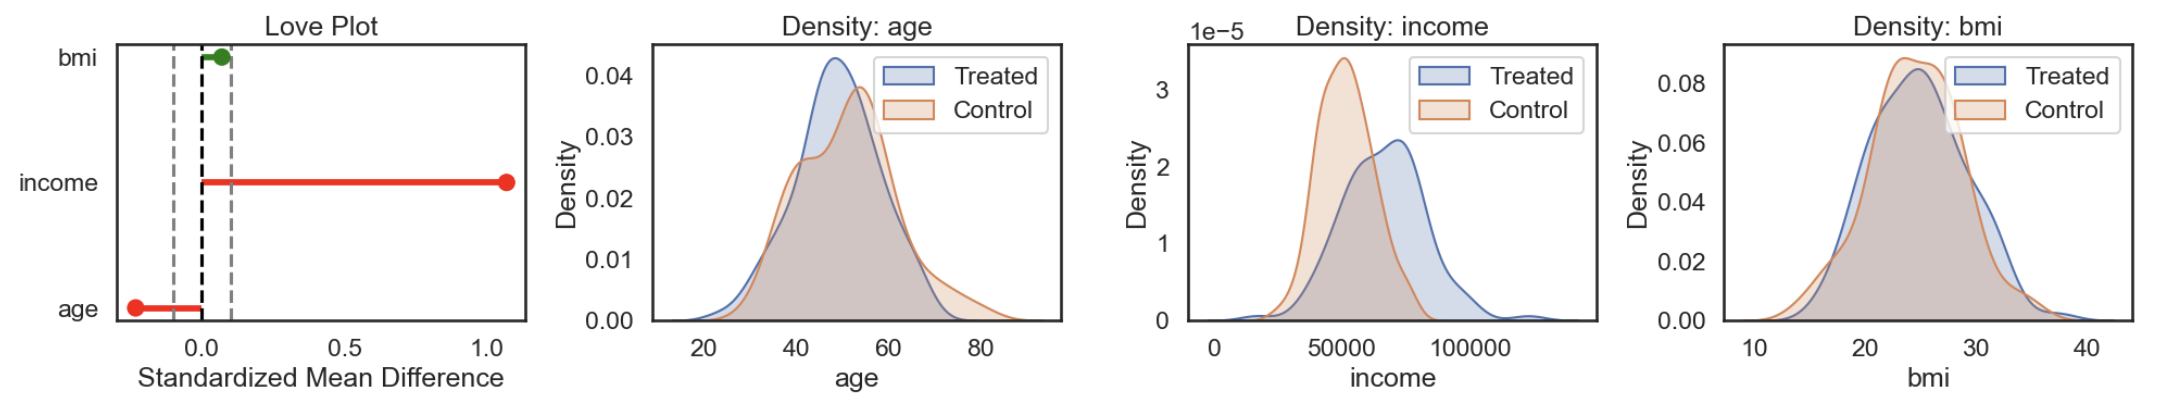 Love Plot
bmi
income
age
0.0 0.5 1.0
Standardized Mean Difference
Density: age
Density
0.04
0.03
0.02
0.01
0.00
Treated
Control
20 40 60 80
age
1e−5
Density: income
Density
3
2
1
0
Treated
Control
0 50000 100000
income
Density: bmi
Density
0.08
0.06
0.04
0.02
0.00
Treated
Control
10 20 30 40
bmi